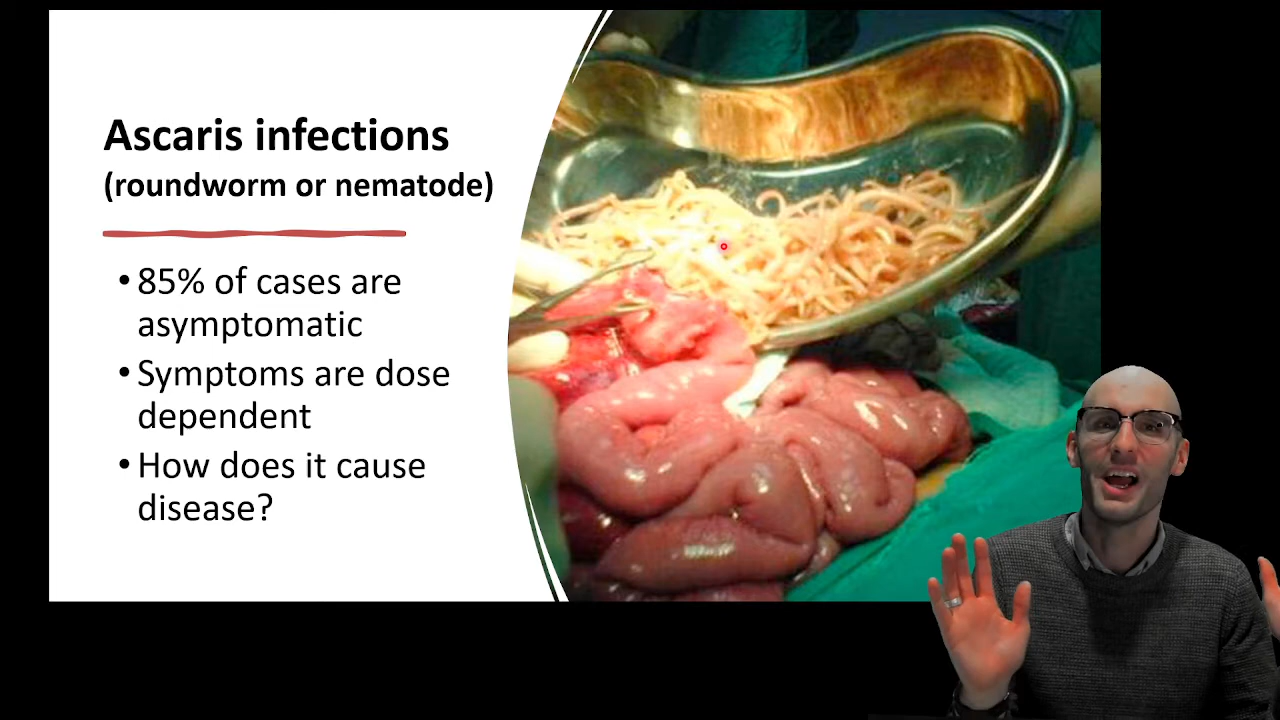 Ascaris infections
(roundworm or nematode)
•85% of cases are
asymptomatic
•Symptoms are dose
dependent
•How does it cause
disease?